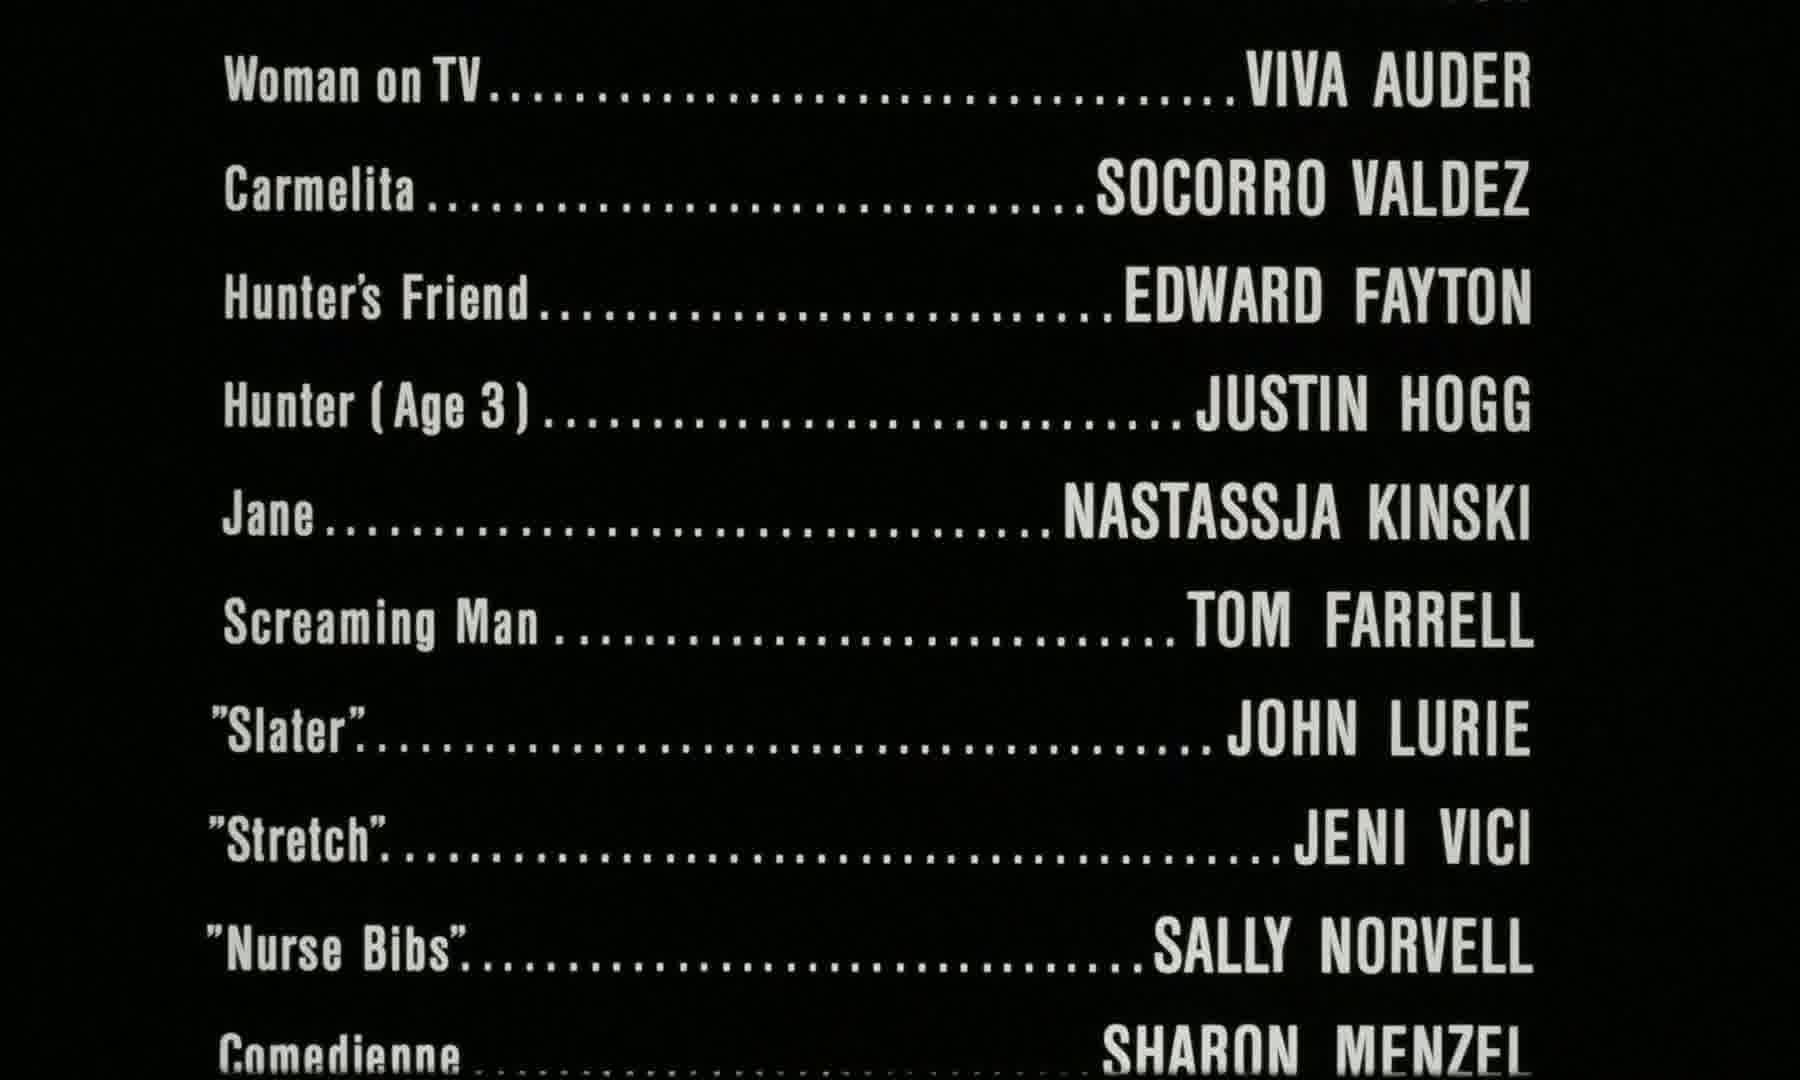 Woman on TV..................................VIVA AUDER
Carmelita...............................SOCORRO VALDEZ
Hunter's Friend...........................EDWARD FAYTON
Hunter (Age 3)..............................JUSTIN HOGG
Jane..................................NASTASSJA KINSKI
Screaming Man.............................TOM FARRELL
"Slater"........................................JOHN LURIE
"Stretch"..........................................JENI VICI
"Nurse Bibs"................................SALLY NORVELL
Comedienne.............................SHARON MENZEL